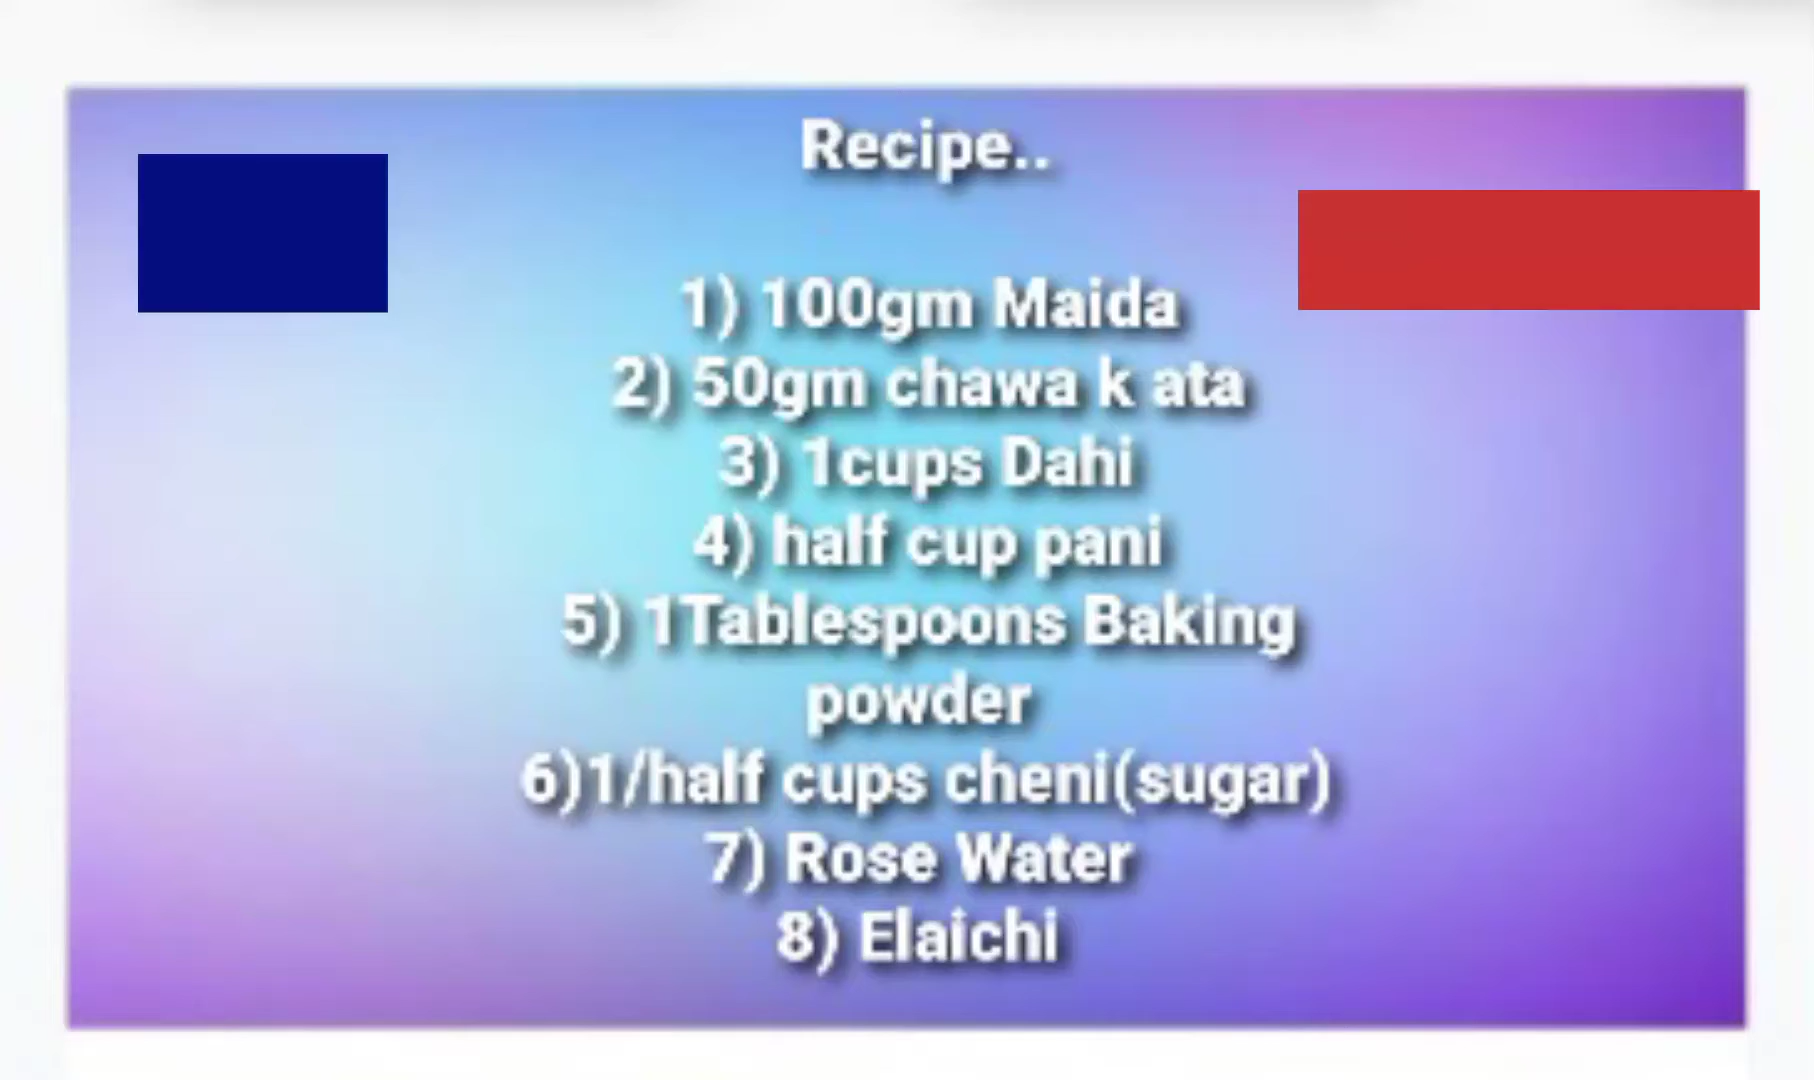 Recipe..
1) 100gm Maida
2) 50gm chawa k ata
3) 1cups Dahi
4) half cup pani
5) 1Tablespoons Baking
powder
6)1/half cups cheni(sugar)
7) Rose Water
8) Elaichi